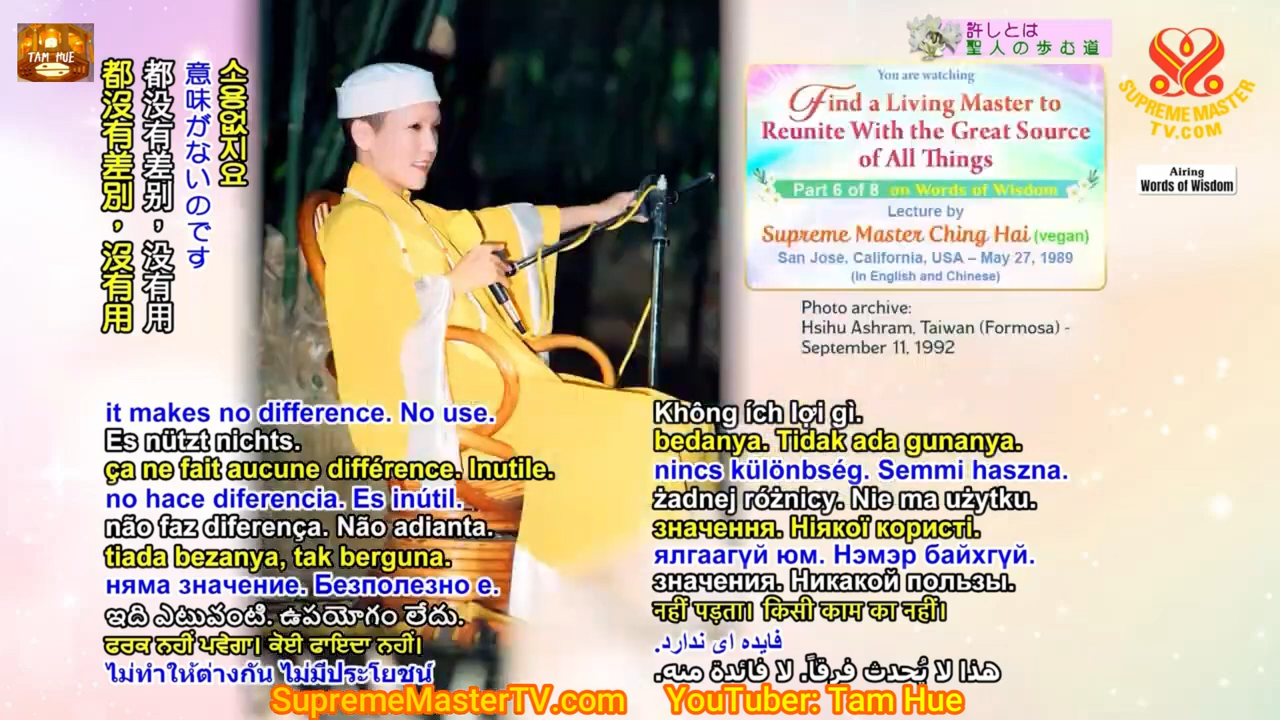 TAM HUE
都沒有差別，沒有用
都没有差别，没有用
意味がないのです
소용없지요
許しとは
聖人の歩む道
You are watching
Find a Living Master to
Reunite With the Great Source
of All Things
Part 6 of 8 on Words of Wisdom
Lecture by
Supreme Master Ching Hai (vegan)
San Jose, California, USA – May 27, 1989
(In English and Chinese)
Photo archive:
Hsihu Ashram, Taiwan (Formosa) -
September 11, 1992
SUPREME MASTER
TV.COM
Airing
Words of Wisdom
it makes no difference. No use.
Es nützt nichts.
ça ne fait aucune différence. Inutile.
no hace diferencia. Es inútil.
não faz diferença. Não adianta.
tiada bezanya, tak berguna.
няма значение. Безполезно е.
ఇది ఎటువంటి. ఉపయోగం లేదు.
ਫਰਕ ਨਹੀਂ ਪਵੇਗਾ। ਕੋਈ ਫਾਇਦਾ ਨਹੀਂ।
ไม่ทำให้ต่างกัน ไม่มีประโยชน์
Không ích lợi gì.
bedanya. Tidak ada gunanya.
nincs különbség. Semmi haszna.
żadnej różnicy. Nie ma użytku.
значення. Ніякої користі.
ялгаагүй юм. Нэмэр байхгүй.
значения. Никакой пользы.
नहीं पड़ता। किसी काम का नहीं।
فایده ای ندارد.
هذا لا يُحدث فرقاً. لا فائدة منه.
SupremeMasterTV.com YouTuber: Tam Hue